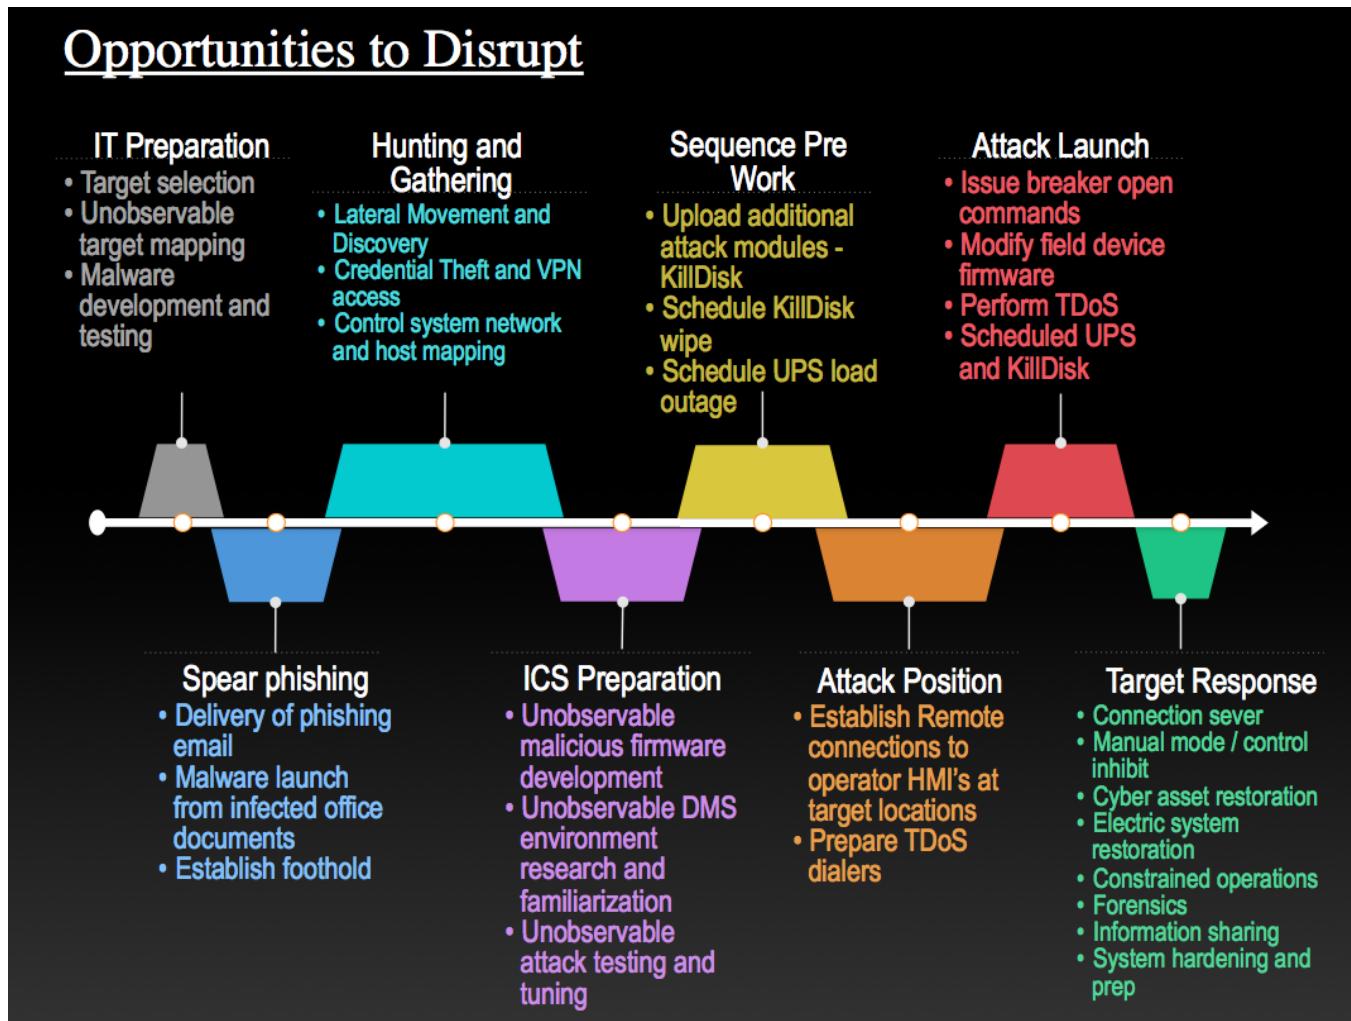 Opportunities to Disrupt
IT Preparation
• Target selection
• Unobservable
target mapping
• Malware
development and
testing
Hunting and
Gathering
• Lateral Movement and
Discovery
• Credential Theft and VPN
access
• Control system network
and host mapping
Sequence Pre
Work
• Upload additional
attack modules -
KillDisk
• Schedule KillDisk
wipe
• Schedule UPS load
outage
Attack Launch
• Issue breaker open
commands
• Modify field device
firmware
• Perform TDoS
• Scheduled UPS
and KillDisk
Spear phishing
• Delivery of phishing
email
• Malware launch
from infected office
documents
• Establish foothold
ICS Preparation
• Unobservable
malicious firmware
development
• Unobservable DMS
environment
research and
familiarization
• Unobservable
attack testing and
tuning
Attack Position
• Establish Remote
connections to
operator HMI's at
target locations
• Prepare TDoS
dialers
Target Response
• Connection sever
• Manual mode / control
inhibit
• Cyber asset restoration
• Electric system
restoration
• Constrained operations
• Forensics
• Information sharing
• System hardening and
prep